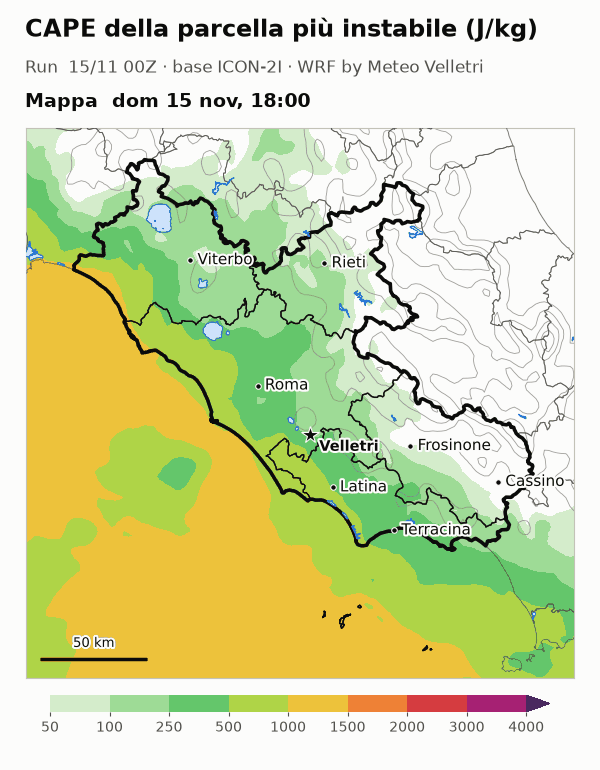 CAPE della parcella più instabile (J/kg)
Run  15/11 00Z · base ICON-2I · WRF by Meteo Velletri
Mappa  dom 15 nov, 18:00
Viterbo
Rieti
Roma
Velletri
Frosinone
Latina
Cassino
Terracina
50 km
50 100 250 500 1000 1500 2000 3000 4000